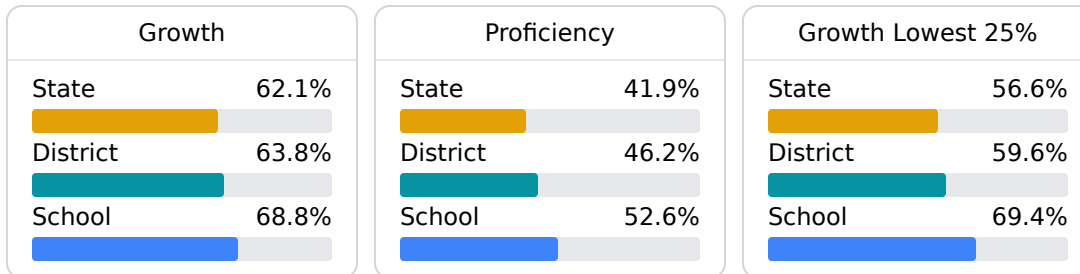 Growth
State 62.1%
District 63.8%
School 68.8%
Proficiency
State 41.9%
District 46.2%
School 52.6%
Growth Lowest 25%
State 56.6%
District 59.6%
School 69.4%